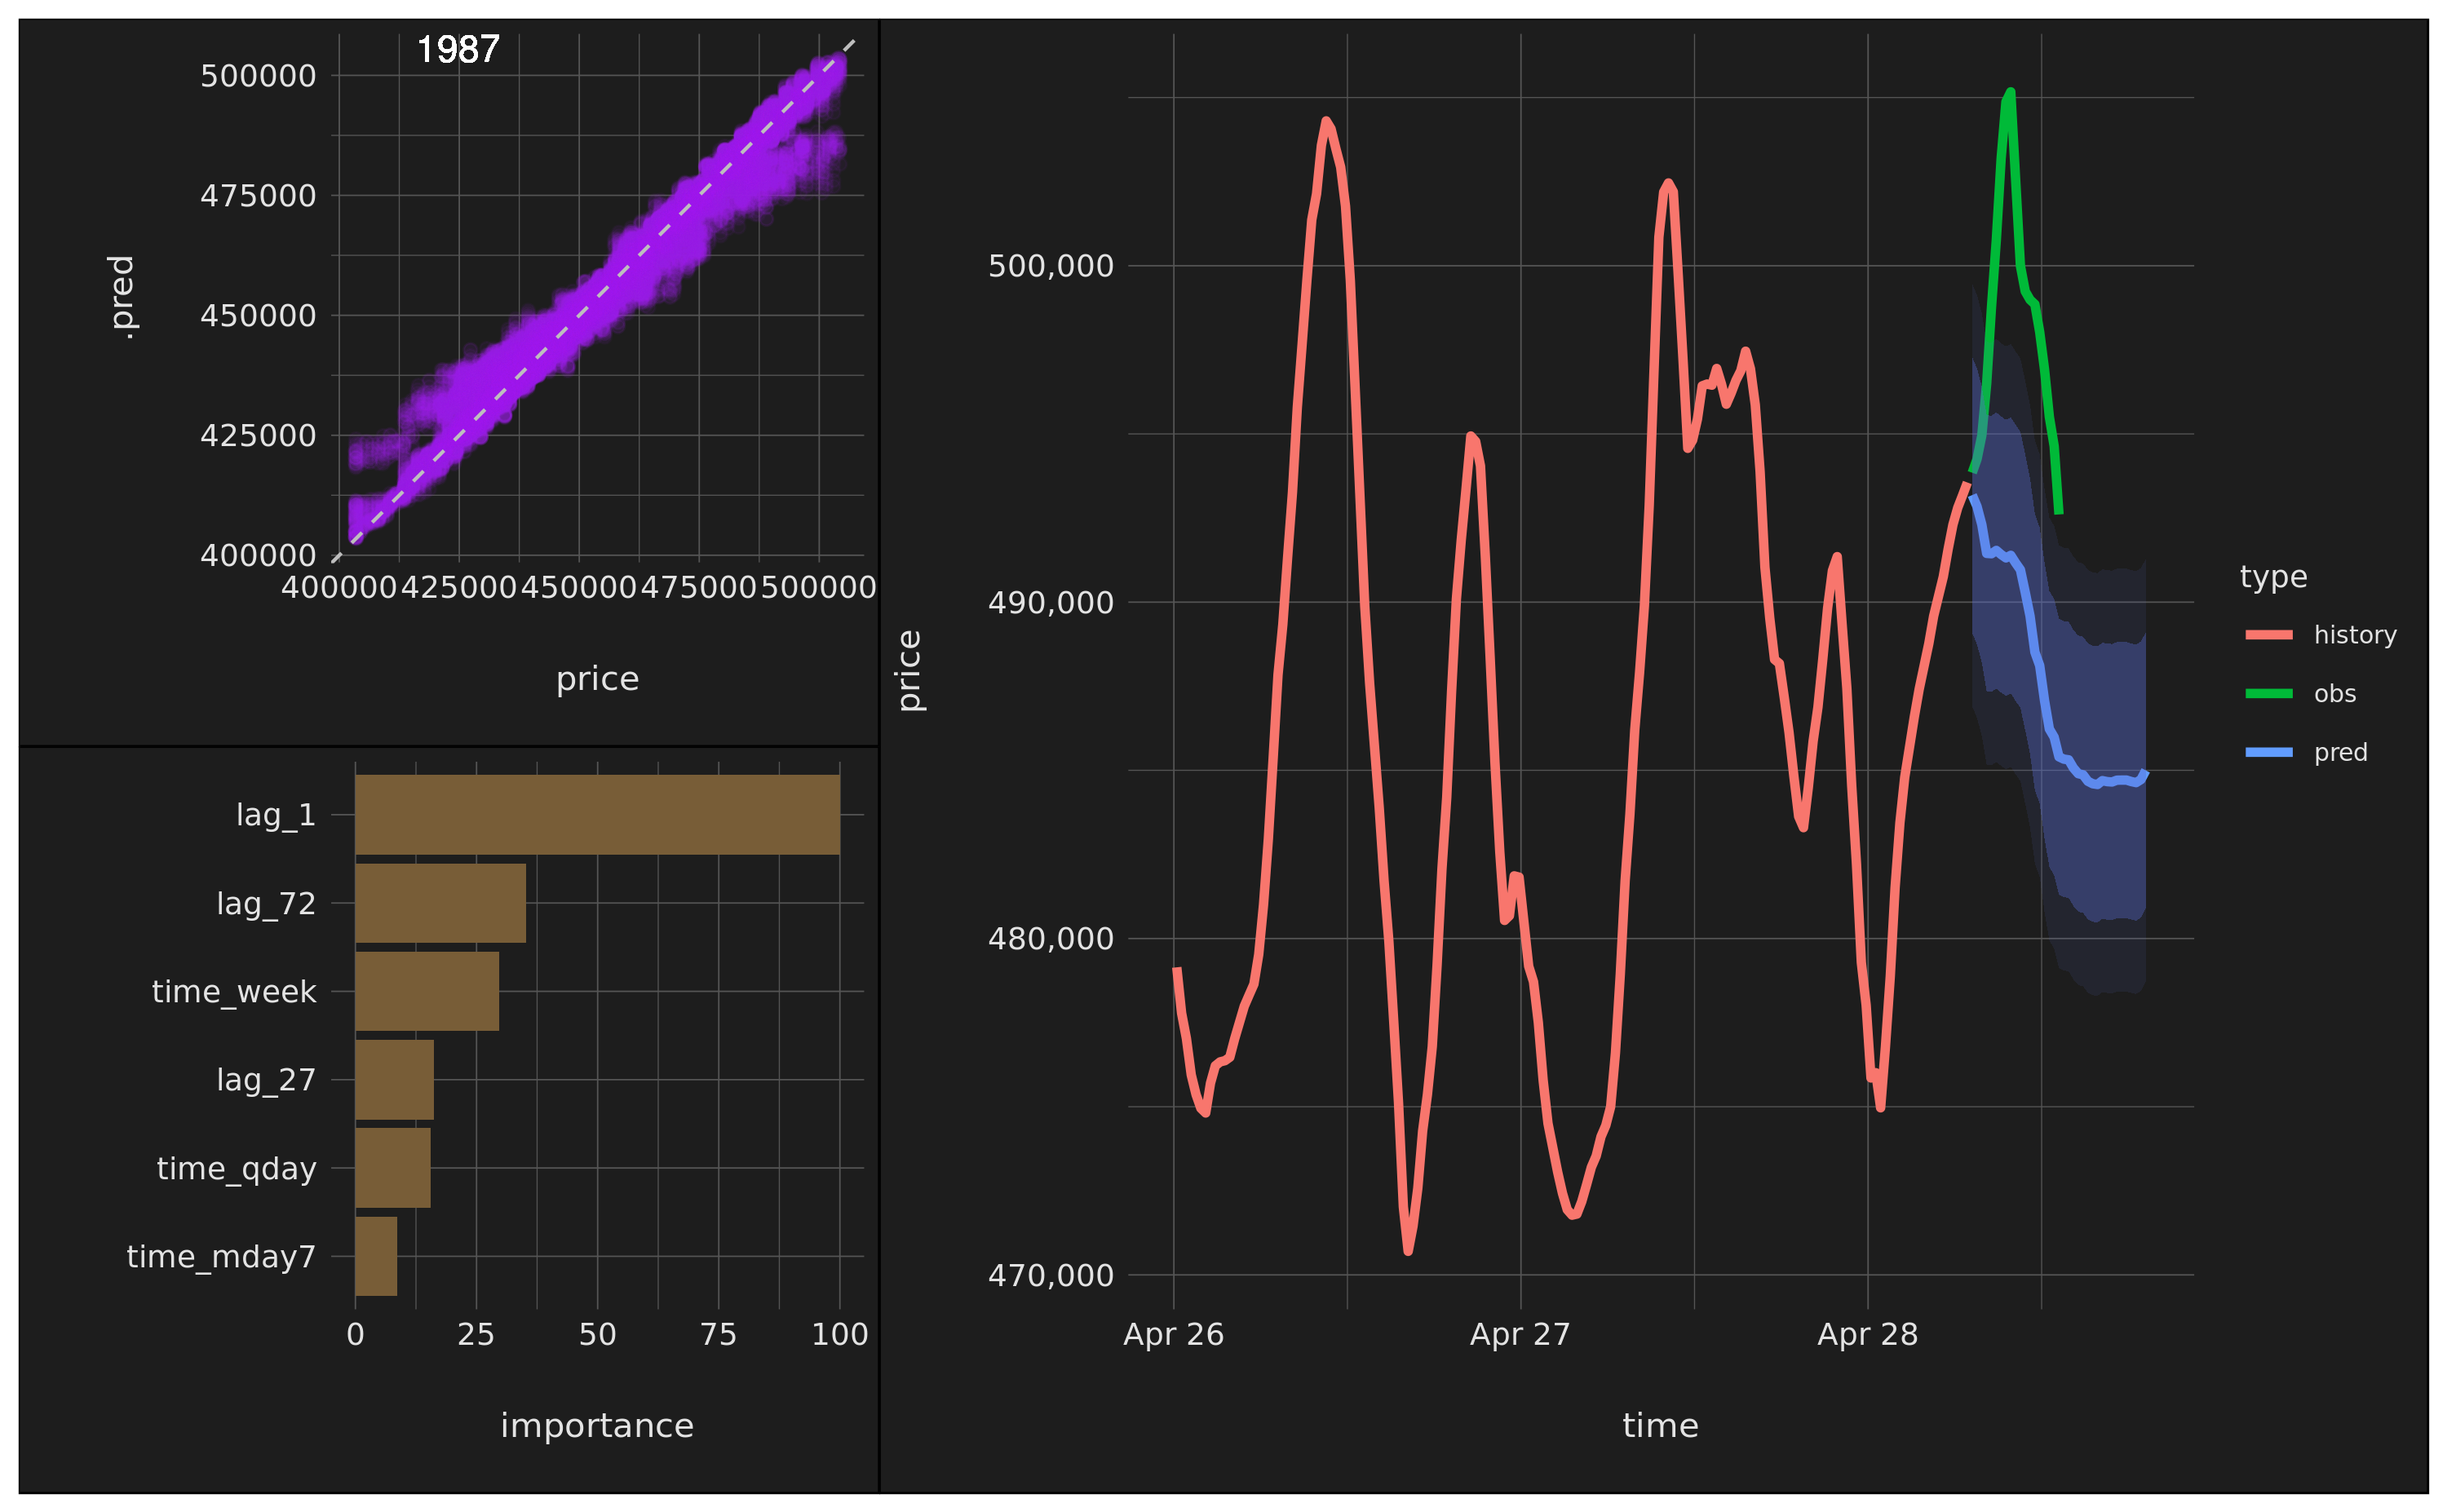 1987
500000
475000
450000
425000
400000
.pred
400000 425000 450000 475000 500000
price
lag_1
lag_72
time_week
lag_27
time_qday
time_mday7
0 25 50 75 100
importance
price
500,000
490,000
480,000
470,000
Apr 26 Apr 27 Apr 28
time
type
history
obs
pred